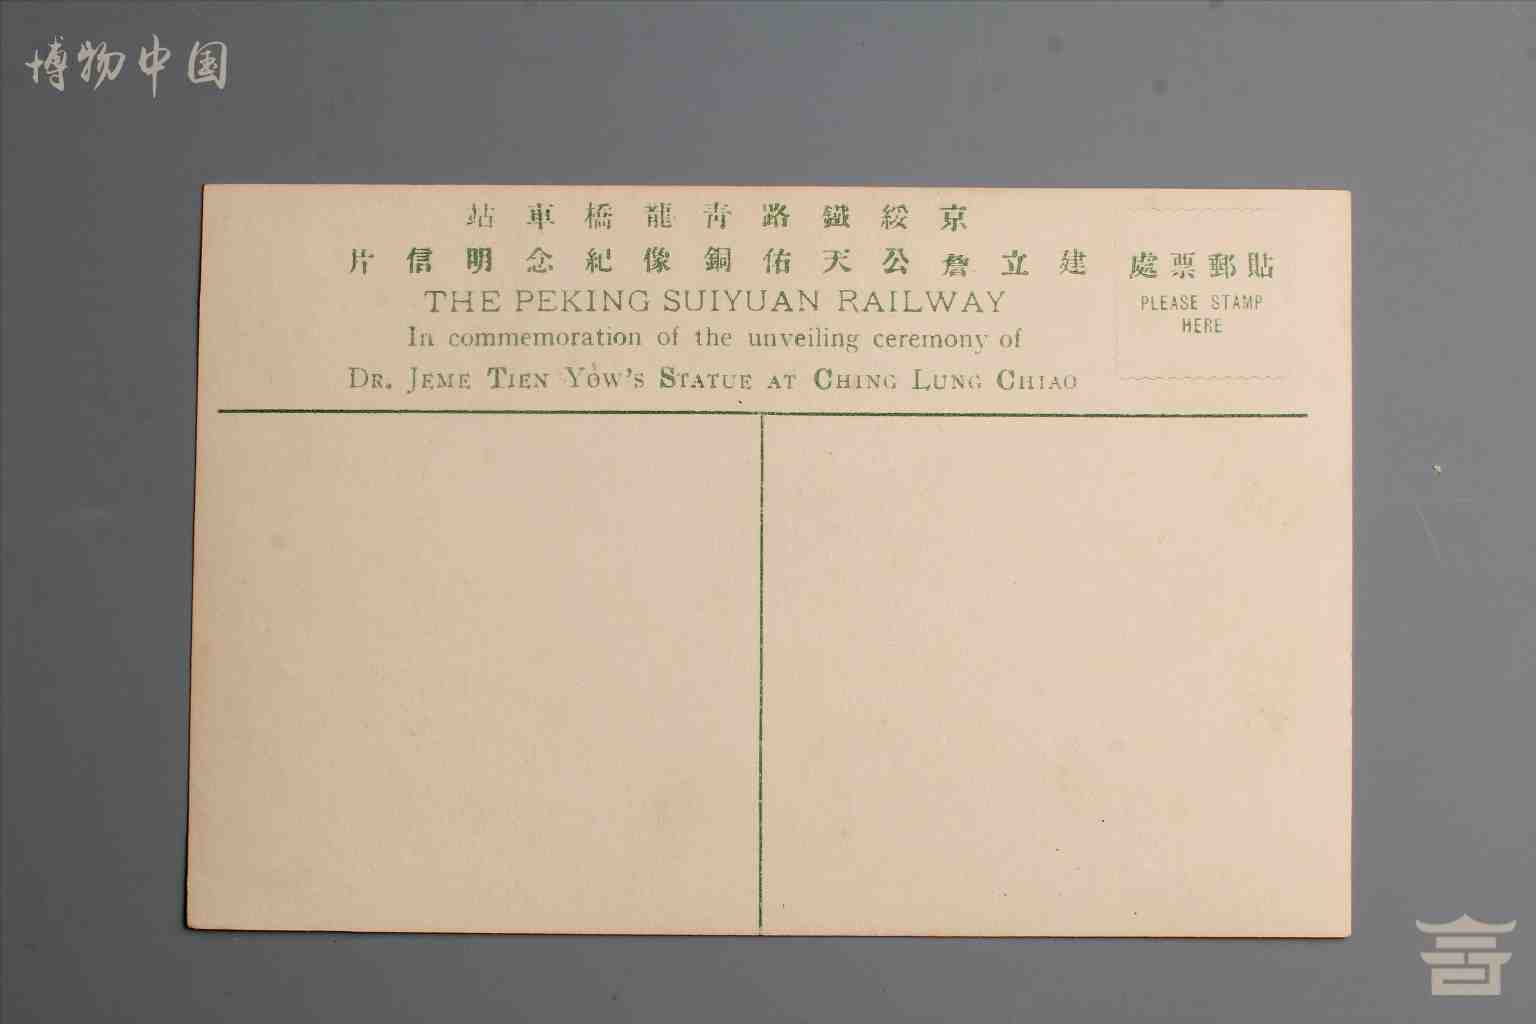 博物中国
京綏鐵路青龍橋車站
建立詹公天佑銅像紀念明信片
THE PEKING SUIYUAN RAILWAY
In commemoration of the unveiling ceremony of
DR. JEME TIEN YOW'S STATUE AT CHING LUNG CHIAO
貼郵票處
PLEASE STAMP
HERE